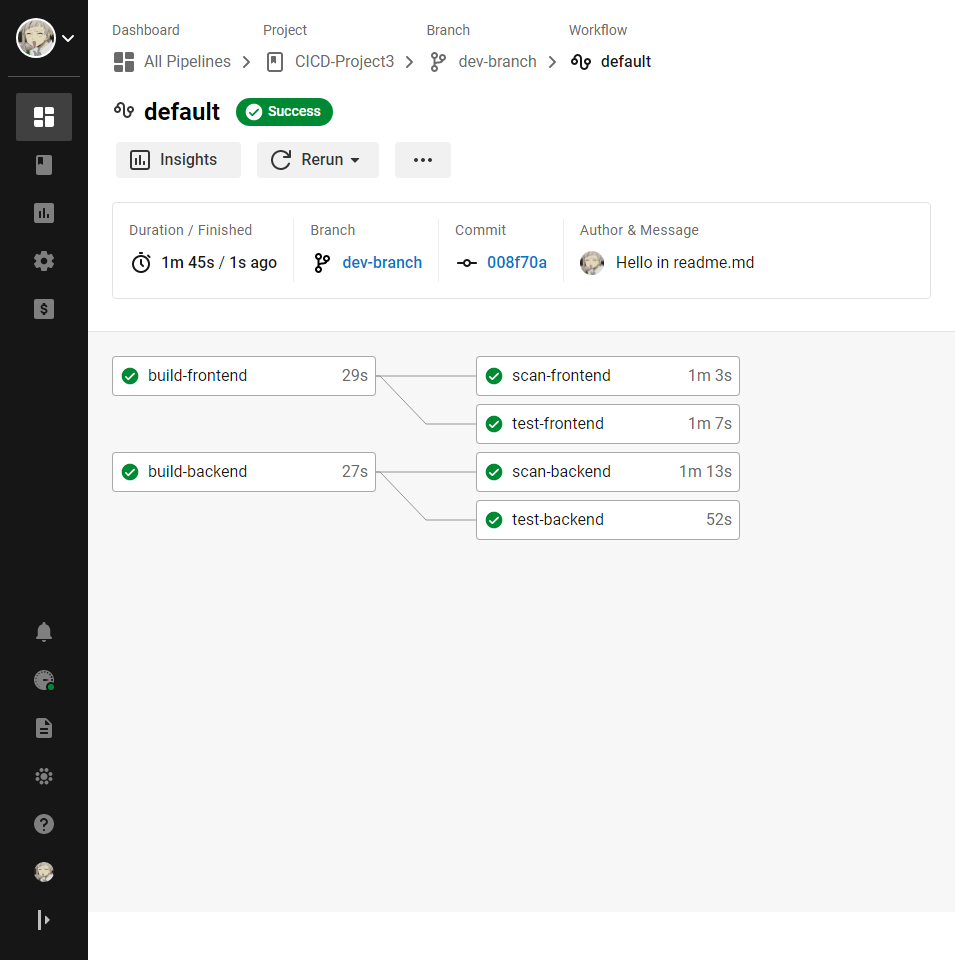 Dashboard Project Branch Workflow
All Pipelines CICD-Project3 dev-branch default
default Success
Insights Rerun
Duration / Finished Branch Commit Author & Message
1m 45s / 1s ago dev-branch 008f70a Hello in readme.md
build-frontend 29s scan-frontend 1m 3s
test-frontend 1m 7s
build-backend 27s scan-backend 1m 13s
test-backend 52s